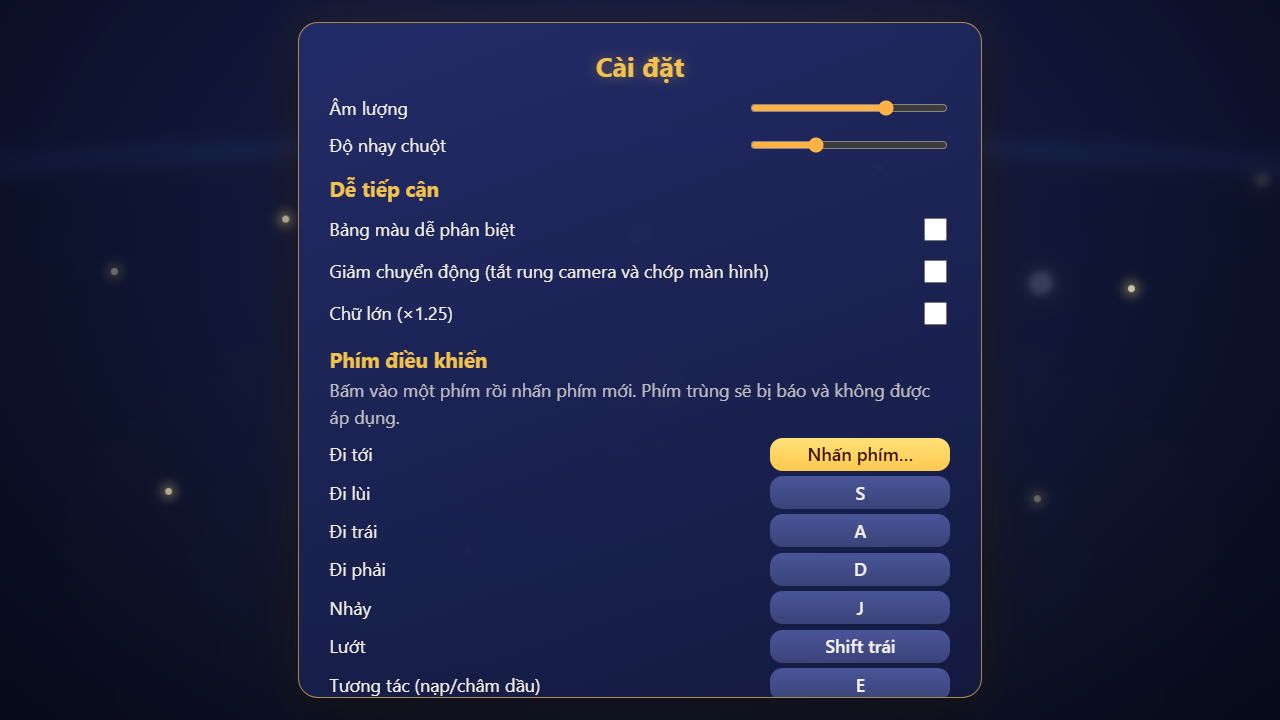 Cài đặt
Âm lượng
Độ nhạy chuột
Dễ tiếp cận
Bảng màu dễ phân biệt
Giảm chuyển động (tắt rung camera và chớp màn hình)
Chữ lớn (×1.25)
Phím điều khiển
Bấm vào một phím rồi nhấn phím mới. Phím trùng sẽ bị báo và không được
áp dụng.
Đi tới Nhấn phím...
Đi lùi S
Đi trái A
Đi phải D
Nhảy J
Lướt Shift trái
Tương tác (nạp/châm dầu) E